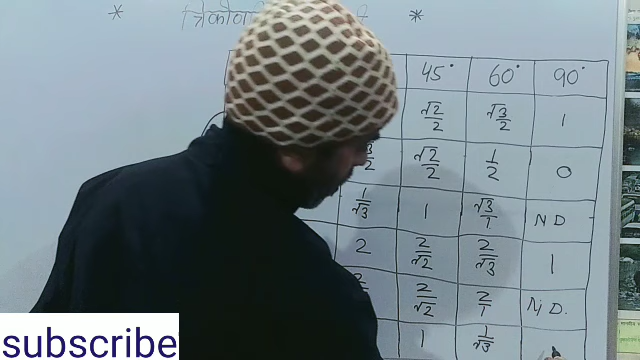 * *
45° 60° 90°
√2/2 √3/2 1
√2/2 1/2 0
1/√3 1 √3/1 ND
2 2/√2 2/√3 1
2/√2 2/1 N D.
1 1/√3
subscribe